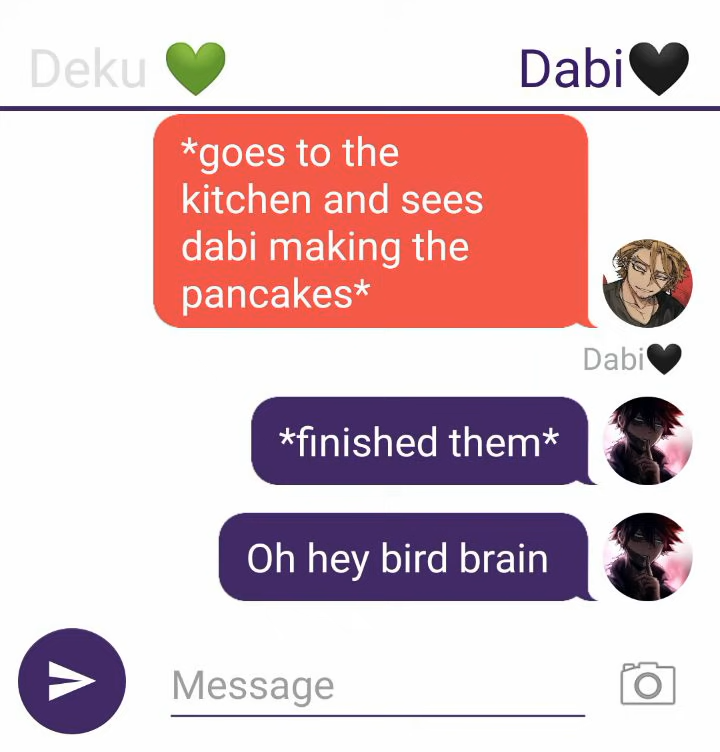 Deku 💚 Dabi🖤
*goes to the
kitchen and sees
dabi making the
pancakes*
Dabi🖤
*finished them*
Oh hey bird brain
Message